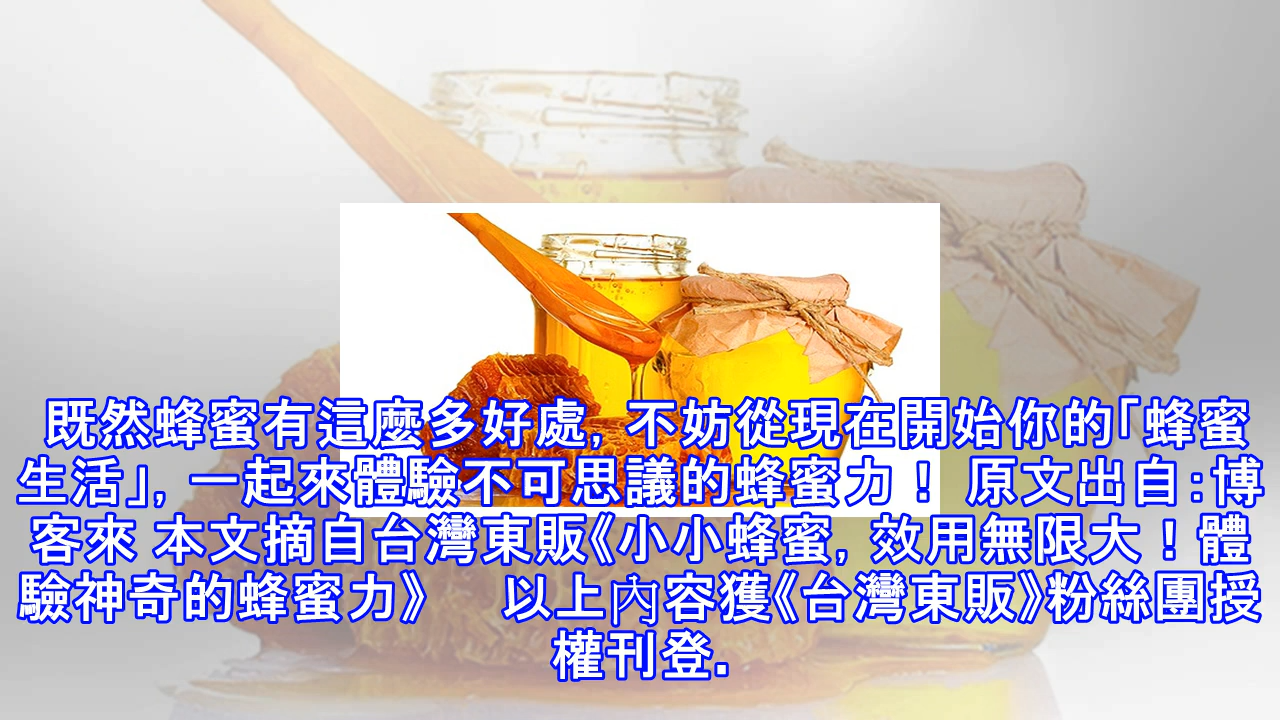 既然蜂蜜有這麼多好處, 不妨從現在開始你的「蜂蜜
生活」, 一起來體驗不可思議的蜂蜜力！ 原文出自:博
客來 本文摘自台灣東販《小小蜂蜜, 效用無限大！體
驗神奇的蜂蜜力》　以上內容獲《台灣東販》粉絲團授
權刊登.